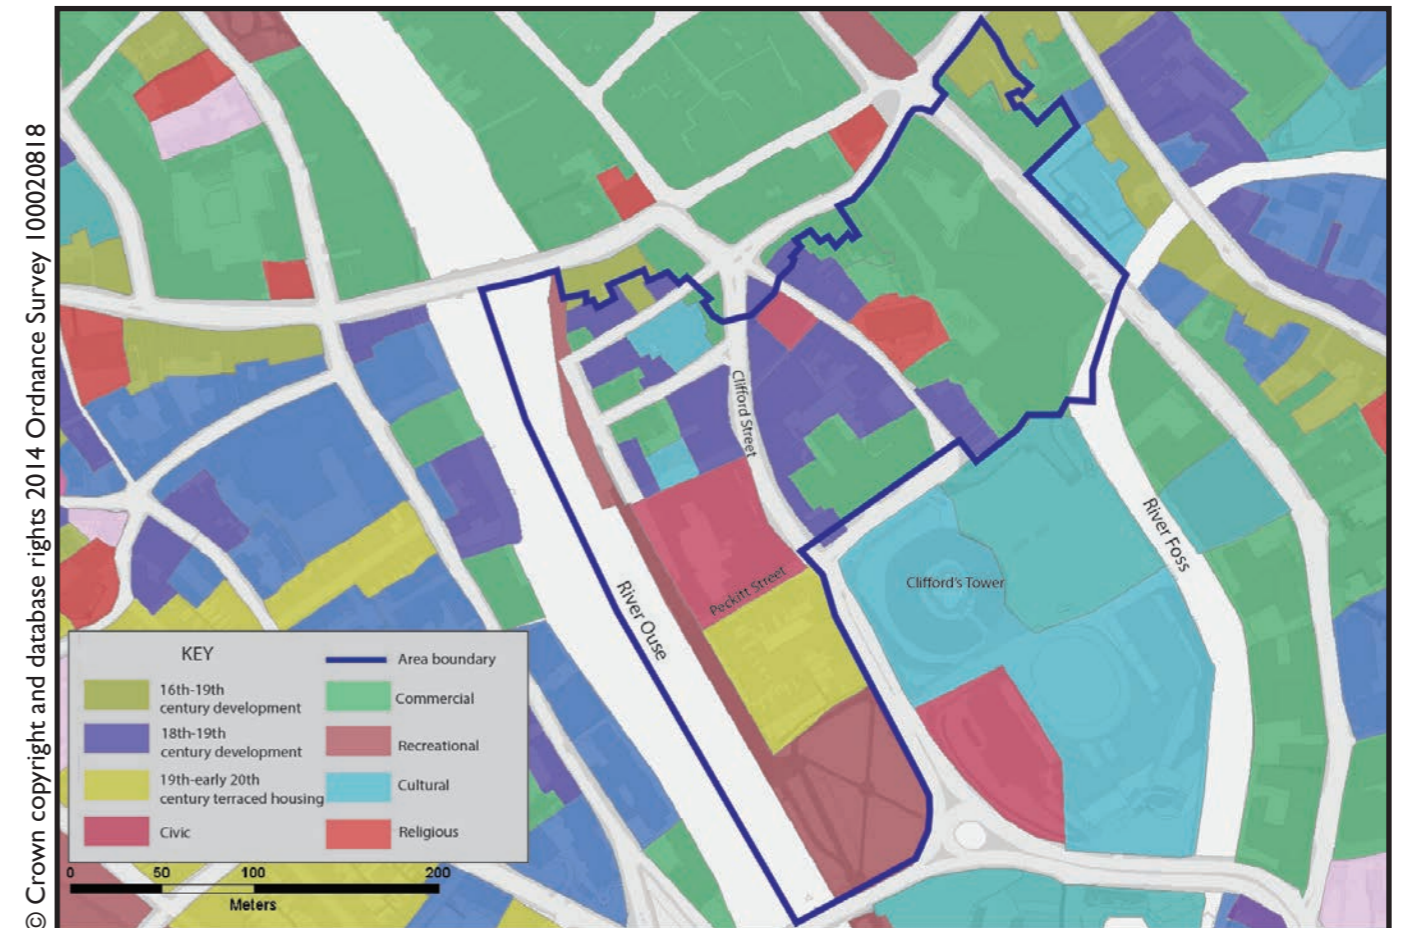 © Crown copyright and database rights 2014 Ordnance Survey 100020818
Clifford Street
River Foss
Clifford's Tower
Peckitt Street
River Ouse
KEY
16th-19th
century development
18th-19th
century development
19th-early 20th
century terraced housing
Civic
Area boundary
Commercial
Recreational
Cultural
Religious
0 50 100 200
Meters